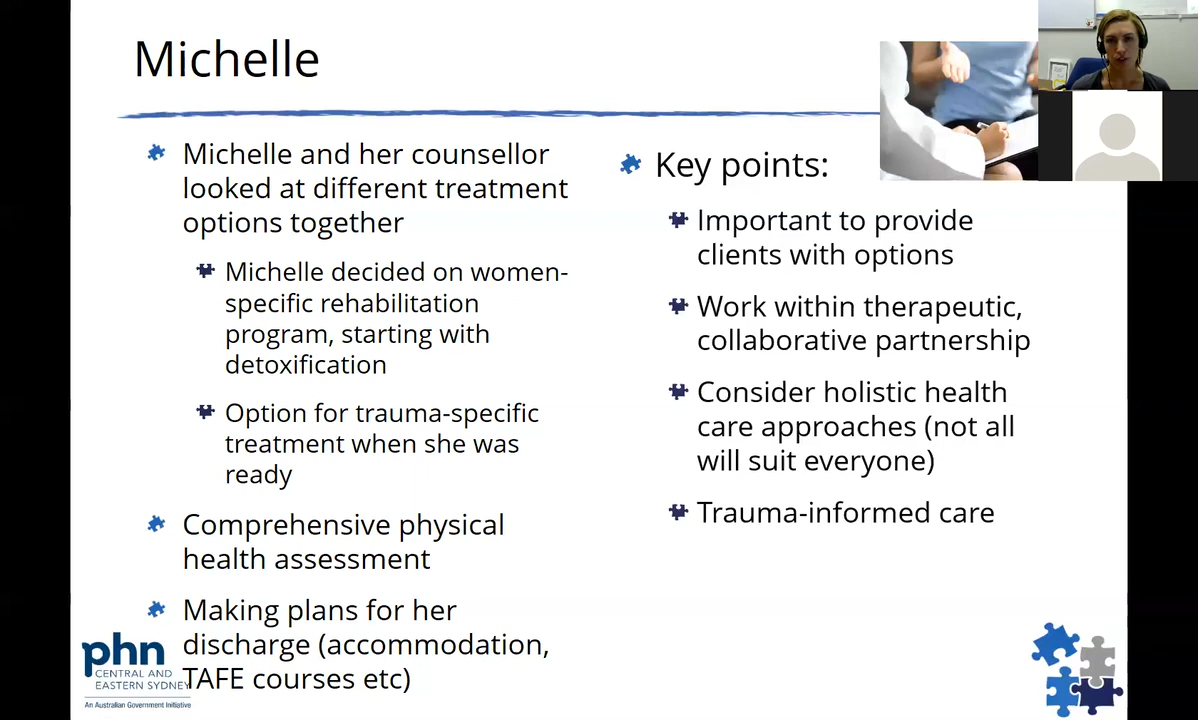 Michelle
Michelle and her counsellor
looked at different treatment
options together
Michelle decided on women-
specific rehabilitation
program, starting with
detoxification
Option for trauma-specific
treatment when she was
ready
Comprehensive physical
health assessment
Making plans for her
discharge (accommodation,
TAFE courses etc)
Key points:
Important to provide
clients with options
Work within therapeutic,
collaborative partnership
Consider holistic health
care approaches (not all
will suit everyone)
Trauma-informed care
phn
CENTRAL AND
EASTERN SYDNEY
An Australian Government Initiative